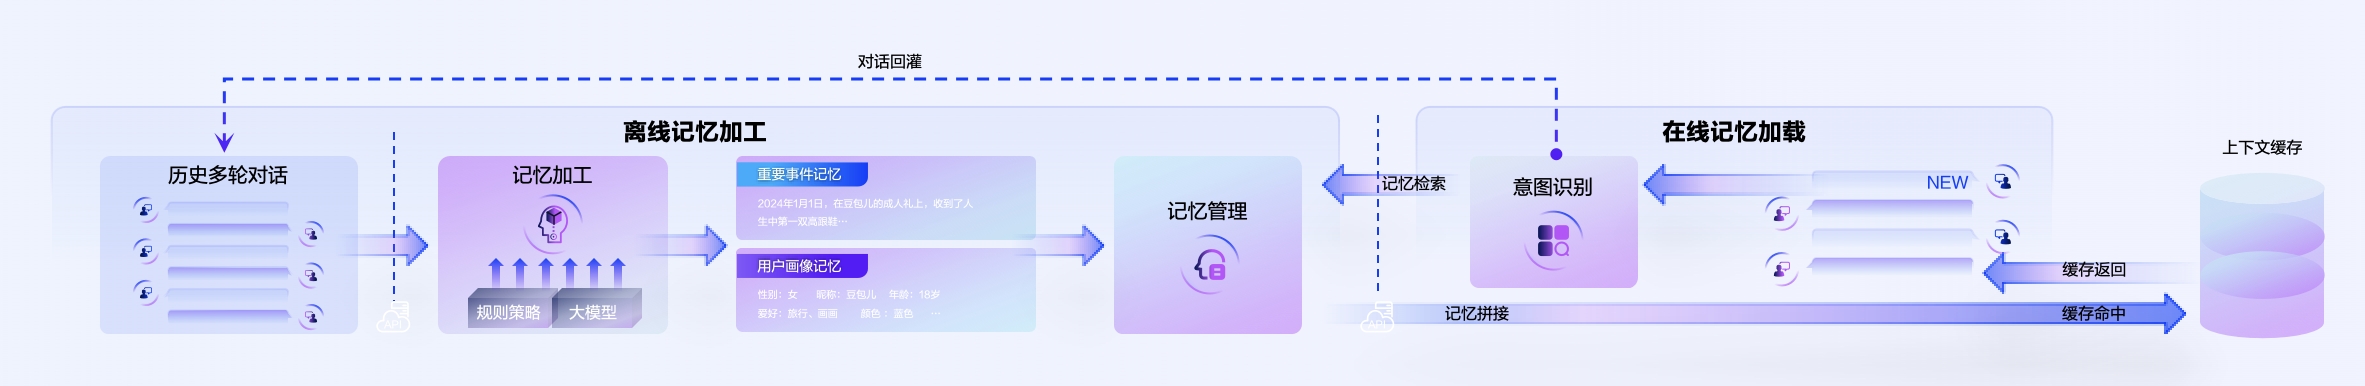 对话回灌
离线记忆加工
在线记忆加载
历史多轮对话
API
记忆加工
规则策略
大模型
重要事件记忆
2024年1月1日，在豆包儿的成人礼上，收到了人
生中第一双高跟鞋…
用户画像记忆
性别：女 昵称：豆包儿 年龄：18岁
爱好：旅行、画画 颜色：蓝色 …
记忆管理
记忆检索
API
记忆拼接
意图识别
NEW
上下文缓存
缓存返回
缓存命中